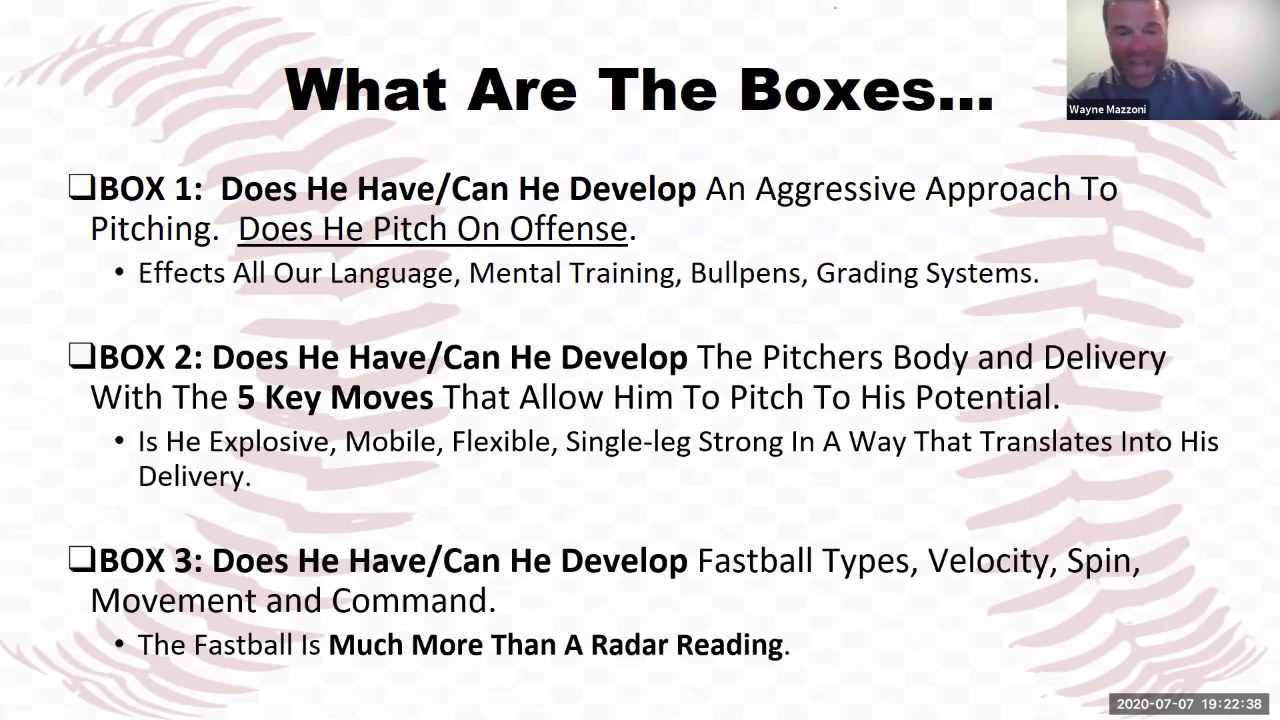 What Are The Boxes...
Wayne Mazzoni
❑BOX 1:  Does He Have/Can He Develop An Aggressive Approach To
Pitching.  Does He Pitch On Offense.
• Effects All Our Language, Mental Training, Bullpens, Grading Systems.
❑BOX 2: Does He Have/Can He Develop The Pitchers Body and Delivery
With The 5 Key Moves That Allow Him To Pitch To His Potential.
• Is He Explosive, Mobile, Flexible, Single-leg Strong In A Way That Translates Into His
Delivery.
❑BOX 3: Does He Have/Can He Develop Fastball Types, Velocity, Spin,
Movement and Command.
• The Fastball Is Much More Than A Radar Reading.
2020-07-07 19:22:38